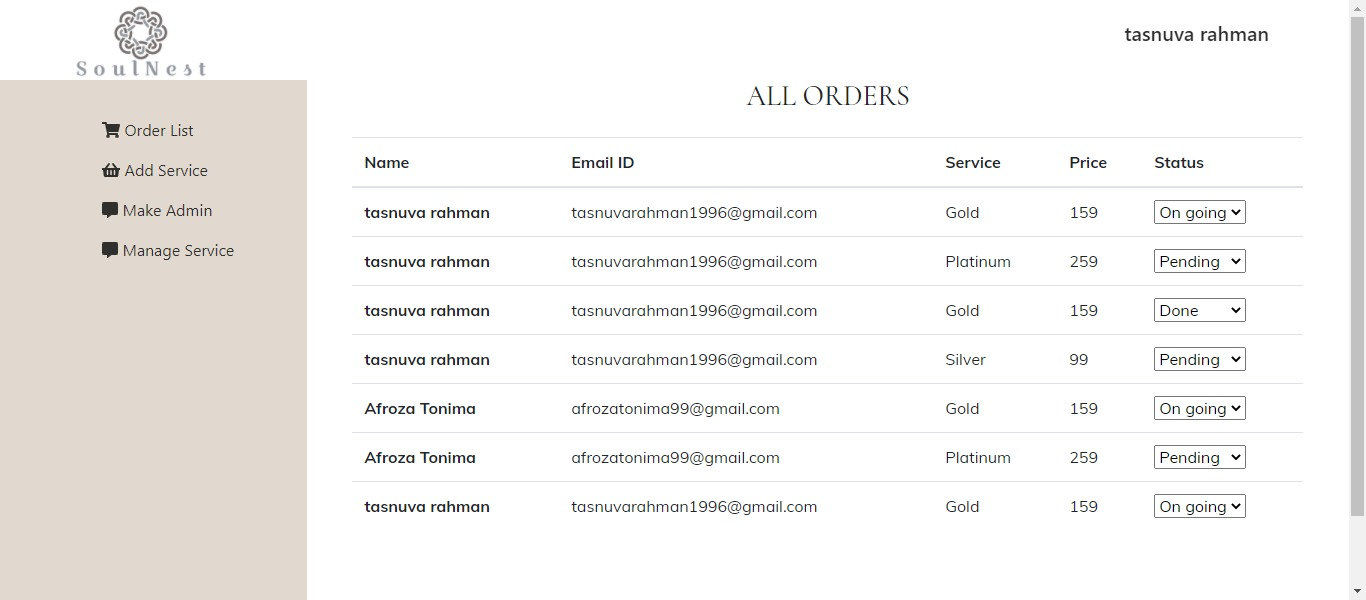 SoulNest
tasnuva rahman
Order List
Add Service
Make Admin
Manage Service
ALL ORDERS
Name Email ID Service Price Status
tasnuva rahman tasnuvarahman1996@gmail.com Gold 159 On going
tasnuva rahman tasnuvarahman1996@gmail.com Platinum 259 Pending
tasnuva rahman tasnuvarahman1996@gmail.com Gold 159 Done
tasnuva rahman tasnuvarahman1996@gmail.com Silver 99 Pending
Afroza Tonima afrozatonima99@gmail.com Gold 159 On going
Afroza Tonima afrozatonima99@gmail.com Platinum 259 Pending
tasnuva rahman tasnuvarahman1996@gmail.com Gold 159 On going